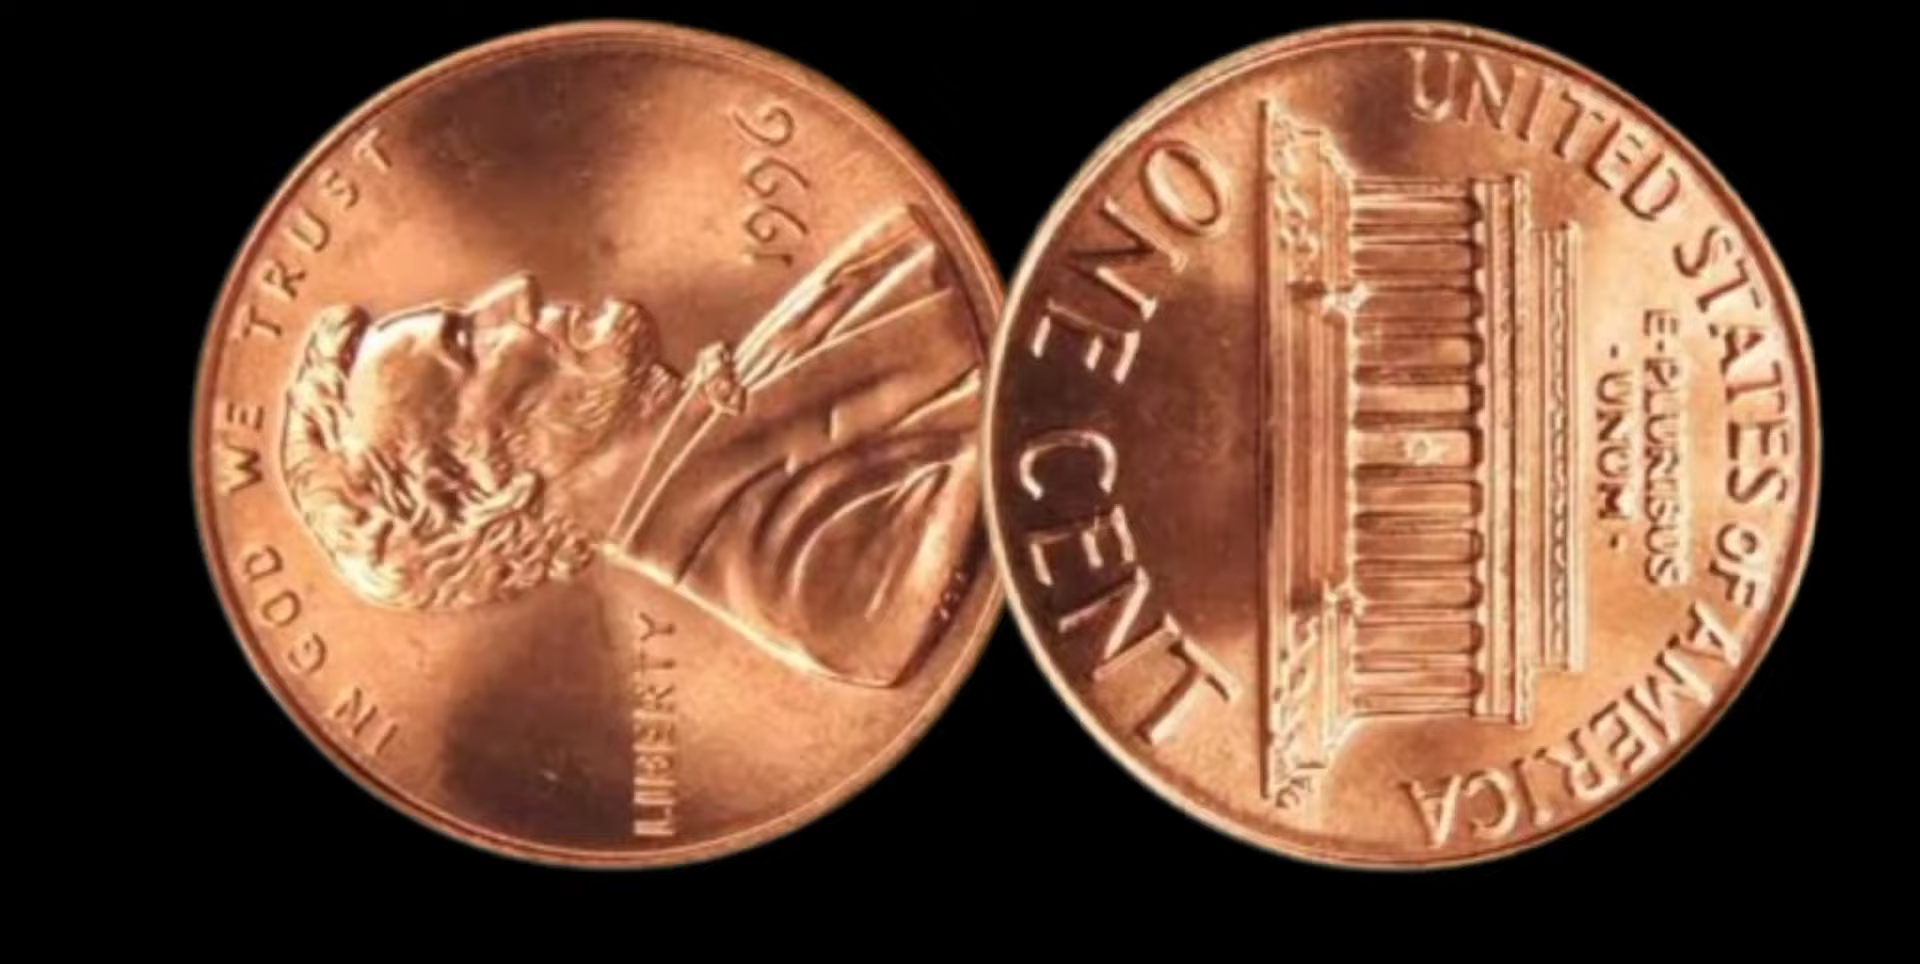 IN GOD WE TRUST
LIBERTY
1996
UNITED STATES OF AMERICA
E·PLURIBUS
·UNUM·
ONE CENT